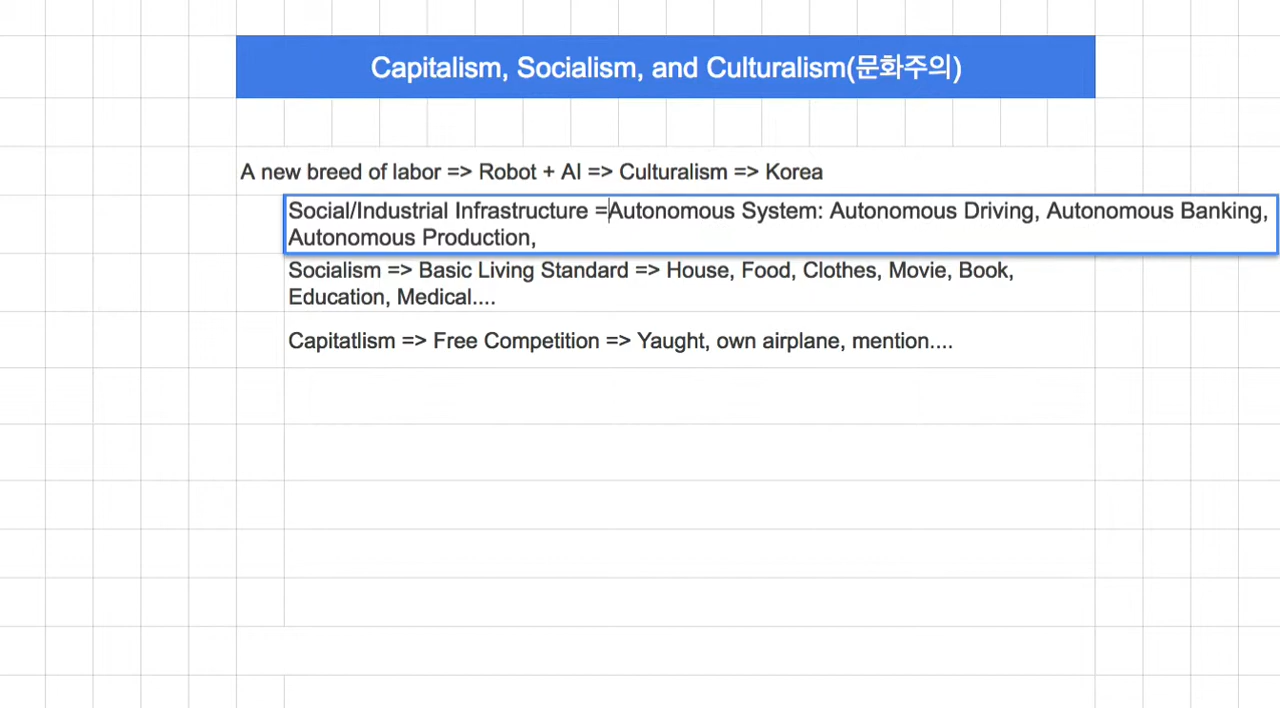 Capitalism, Socialism, and Culturalism(문화주의)
A new breed of labor => Robot + AI => Culturalism => Korea
Social/Industrial Infrastructure =Autonomous System: Autonomous Driving, Autonomous Banking,
Autonomous Production,
Socialism => Basic Living Standard => House, Food, Clothes, Movie, Book,
Education, Medical....
Capitatlism => Free Competition => Yaught, own airplane, mention....